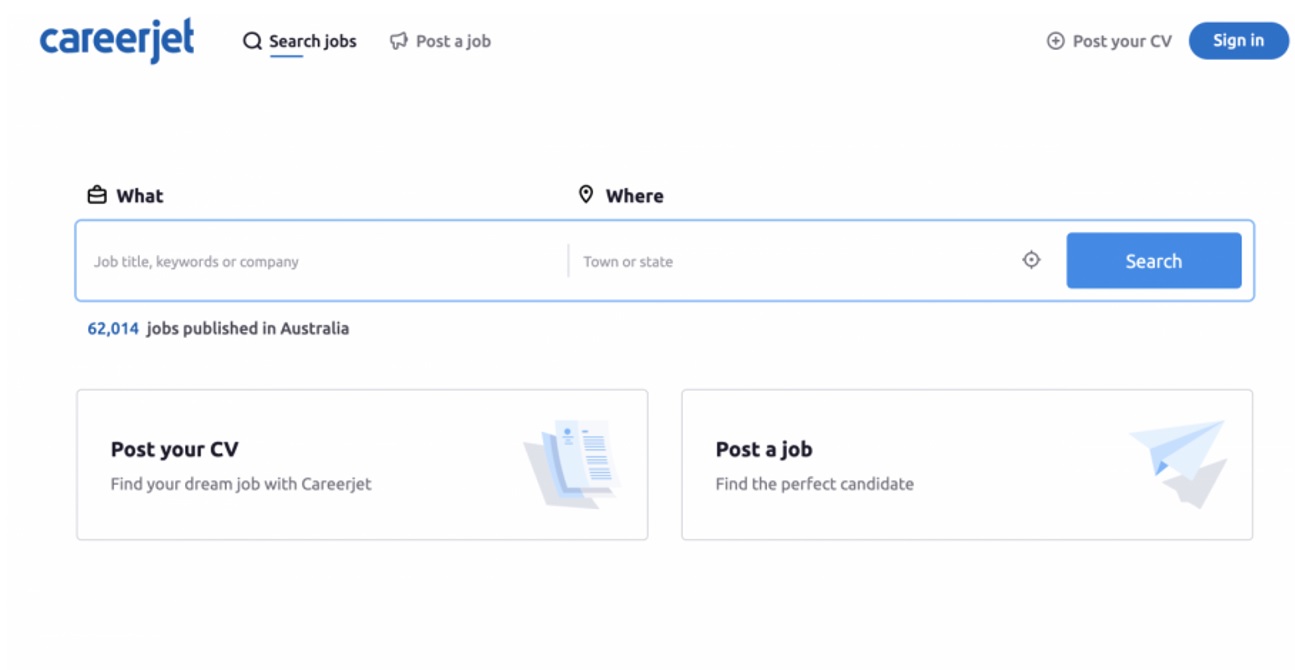 careerjet
Search jobs
Post a job
Post your CV
Sign in
What
Where
Job title, keywords or company
Town or state
Search
62,014 jobs published in Australia
Post your CV
Find your dream job with Careerjet
Post a job
Find the perfect candidate